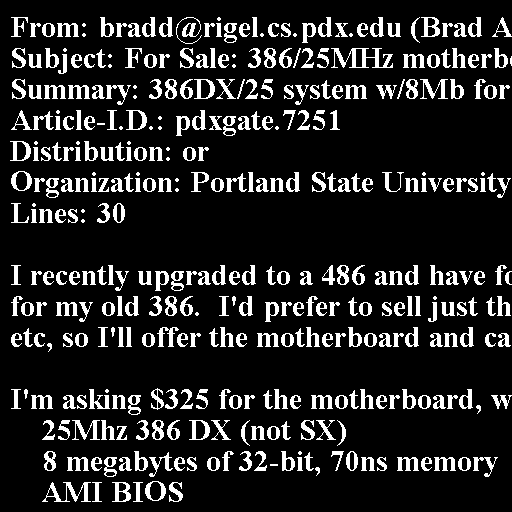 From: bradd@rigel.cs.pdx.edu (Brad A
Subject: For Sale: 386/25MHz motherb
Summary: 386DX/25 system w/8Mb for
Article-I.D.: pdxgate.7251
Distribution: or
Organization: Portland State University
Lines: 30

I recently upgraded to a 486 and have fo
for my old 386.  I'd prefer to sell just th
etc, so I'll offer the motherboard and ca

I'm asking $325 for the motherboard, w
    25Mhz 386 DX (not SX)
    8 megabytes of 32-bit, 70ns memory
    AMI BIOS